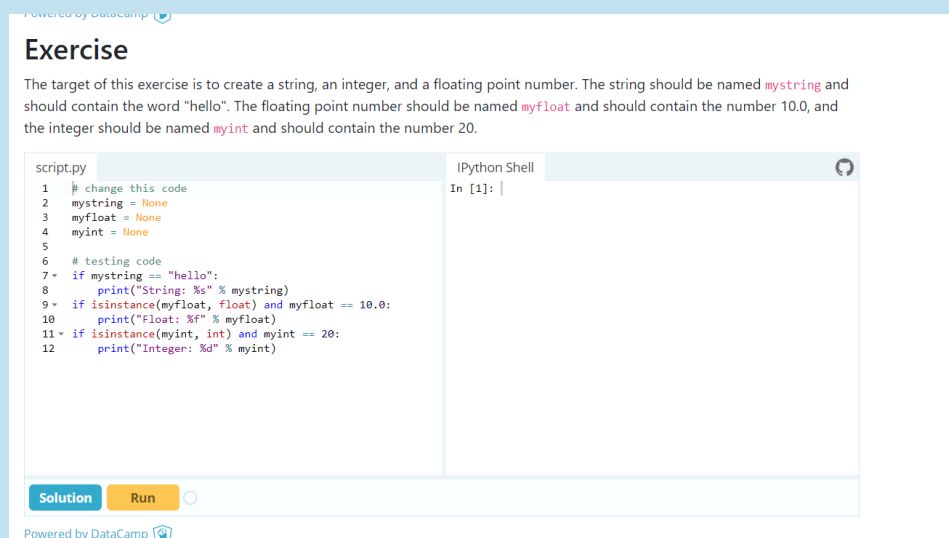 Powered by DataCamp
Exercise
The target of this exercise is to create a string, an integer, and a floating point number. The string should be named mystring and
should contain the word "hello". The floating point number should be named myfloat and should contain the number 10.0, and
the integer should be named myint and should contain the number 20.
script.py
1 # change this code
2 mystring = None
3 myfloat = None
4 myint = None
5
6 # testing code
7 if mystring == "hello":
8     print("String: %s" % mystring)
9 if isinstance(myfloat, float) and myfloat == 10.0:
10     print("Float: %f" % myfloat)
11 if isinstance(myint, int) and myint == 20:
12     print("Integer: %d" % myint)
IPython Shell
In [1]:
Solution
Run
Powered by DataCamp